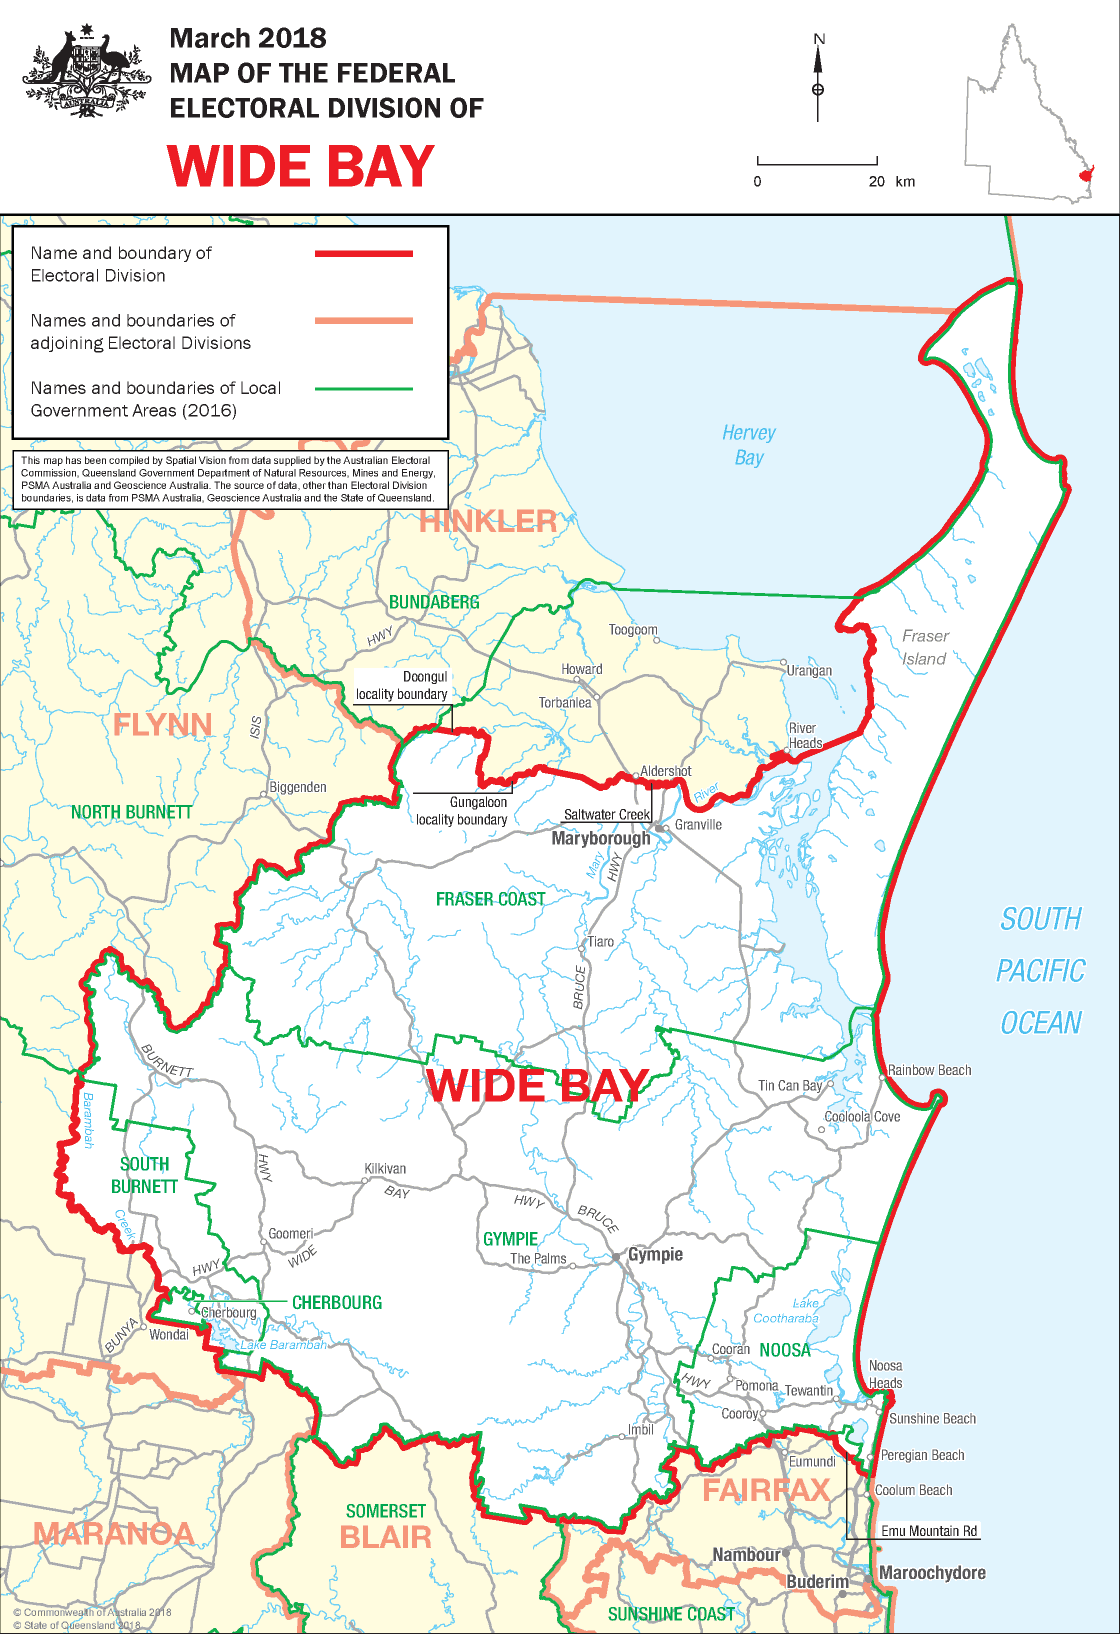 March 2018
MAP OF THE FEDERAL
ELECTORAL DIVISION OF
WIDE BAY
AUSTRALIA
N
0 20 km
Name and boundary of
Electoral Division
Names and boundaries of
adjoining Electoral Divisions
Names and boundaries of Local
Government Areas (2016)
This map has been compiled by Spatial Vision from data supplied by the Australian Electoral
Commission, Queensland Government Department of Natural Resources, Mines and Energy,
PSMA Australia and Geoscience Australia. The source of data, other than Electoral Division
boundaries, is data from PSMA Australia, Geoscience Australia and the State of Queensland.
Hervey
Bay
HINKLER
BUNDABERG
HWY
Toogoom
Fraser
Island
Doongul
locality boundary
Howard
Urangan
Torbanlea
FLYNN
ISIS
River
Heads
Aldershot
Biggenden
River
NORTH BURNETT
Gungaloon
locality boundary
Saltwater Creek
Granville
Maryborough
Mary
HWY
FRASER COAST
SOUTH
PACIFIC
OCEAN
Tiaro
BRUCE
BURNETT
WIDE BAY
Rainbow Beach
Tin Can Bay
Barambah
Cooloola Cove
SOUTH
BURNETT
HWY
Kilkivan
BAY
HWY
BRUCE
Creek
Goomeri
GYMPIE
The Palms
Gympie
WIDE
HWY
CHERBOURG
Cherbourg
Lake
Cootharaba
BUNYA
Wondai
Lake Barambah
Cooran
NOOSA
Noosa
Heads
HWY
Pomona
Tewantin
Cooroy
Sunshine Beach
Imbil
Eumundi
Peregian Beach
FAIRFAX
Coolum Beach
SOMERSET
BLAIR
MARANOA
Emu Mountain Rd
Nambour
Maroochydore
Buderim
SUNSHINE COAST
© Commonwealth of Australia 2018
© State of Queensland 2018